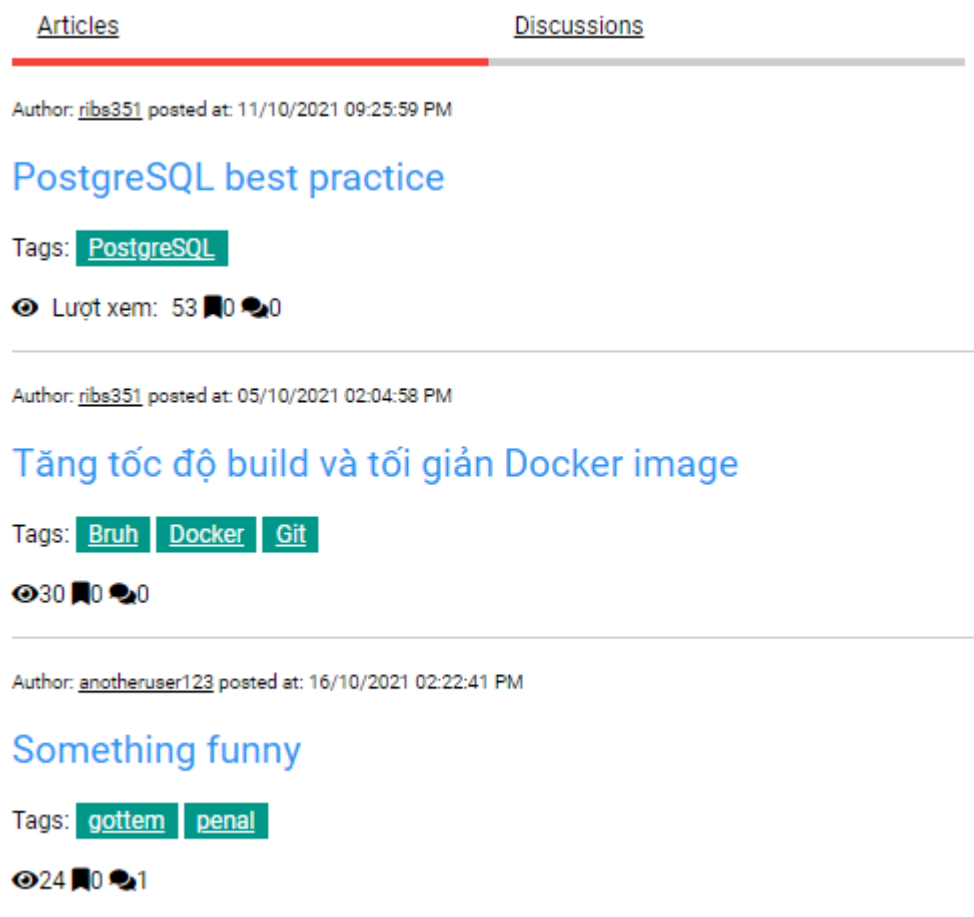 Articles Discussions
Author: ribs351 posted at: 11/10/2021 09:25:59 PM
PostgreSQL best practice
Tags: PostgreSQL
Lượt xem: 53 0 0
Author: ribs351 posted at: 05/10/2021 02:04:58 PM
Tăng tốc độ build và tối giản Docker image
Tags: Bruh Docker Git
30 0 0
Author: anotheruser123 posted at: 16/10/2021 02:22:41 PM
Something funny
Tags: gottem penal
24 0 1